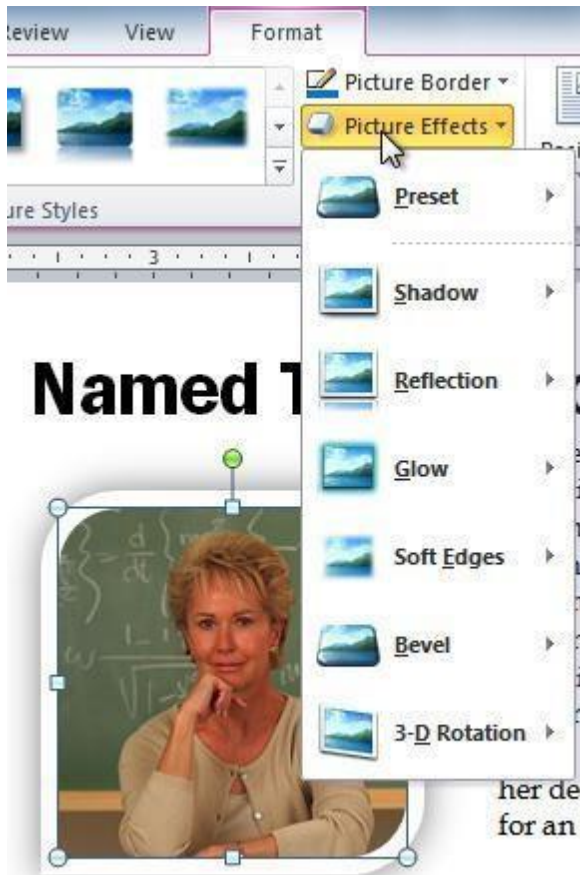 Review View Format
Picture Border
Picture Effects
Preset
ure Styles
3
Shadow
Named T
Reflection
Glow
Soft Edges
Bevel
3-D Rotation
her de
for an